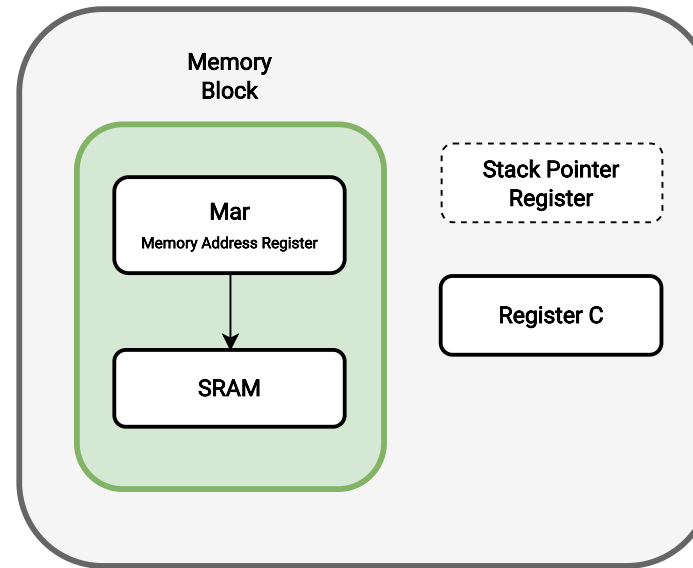 Memory
Block
Mar
Memory Address Register
SRAM
Stack Pointer
Register
Register C